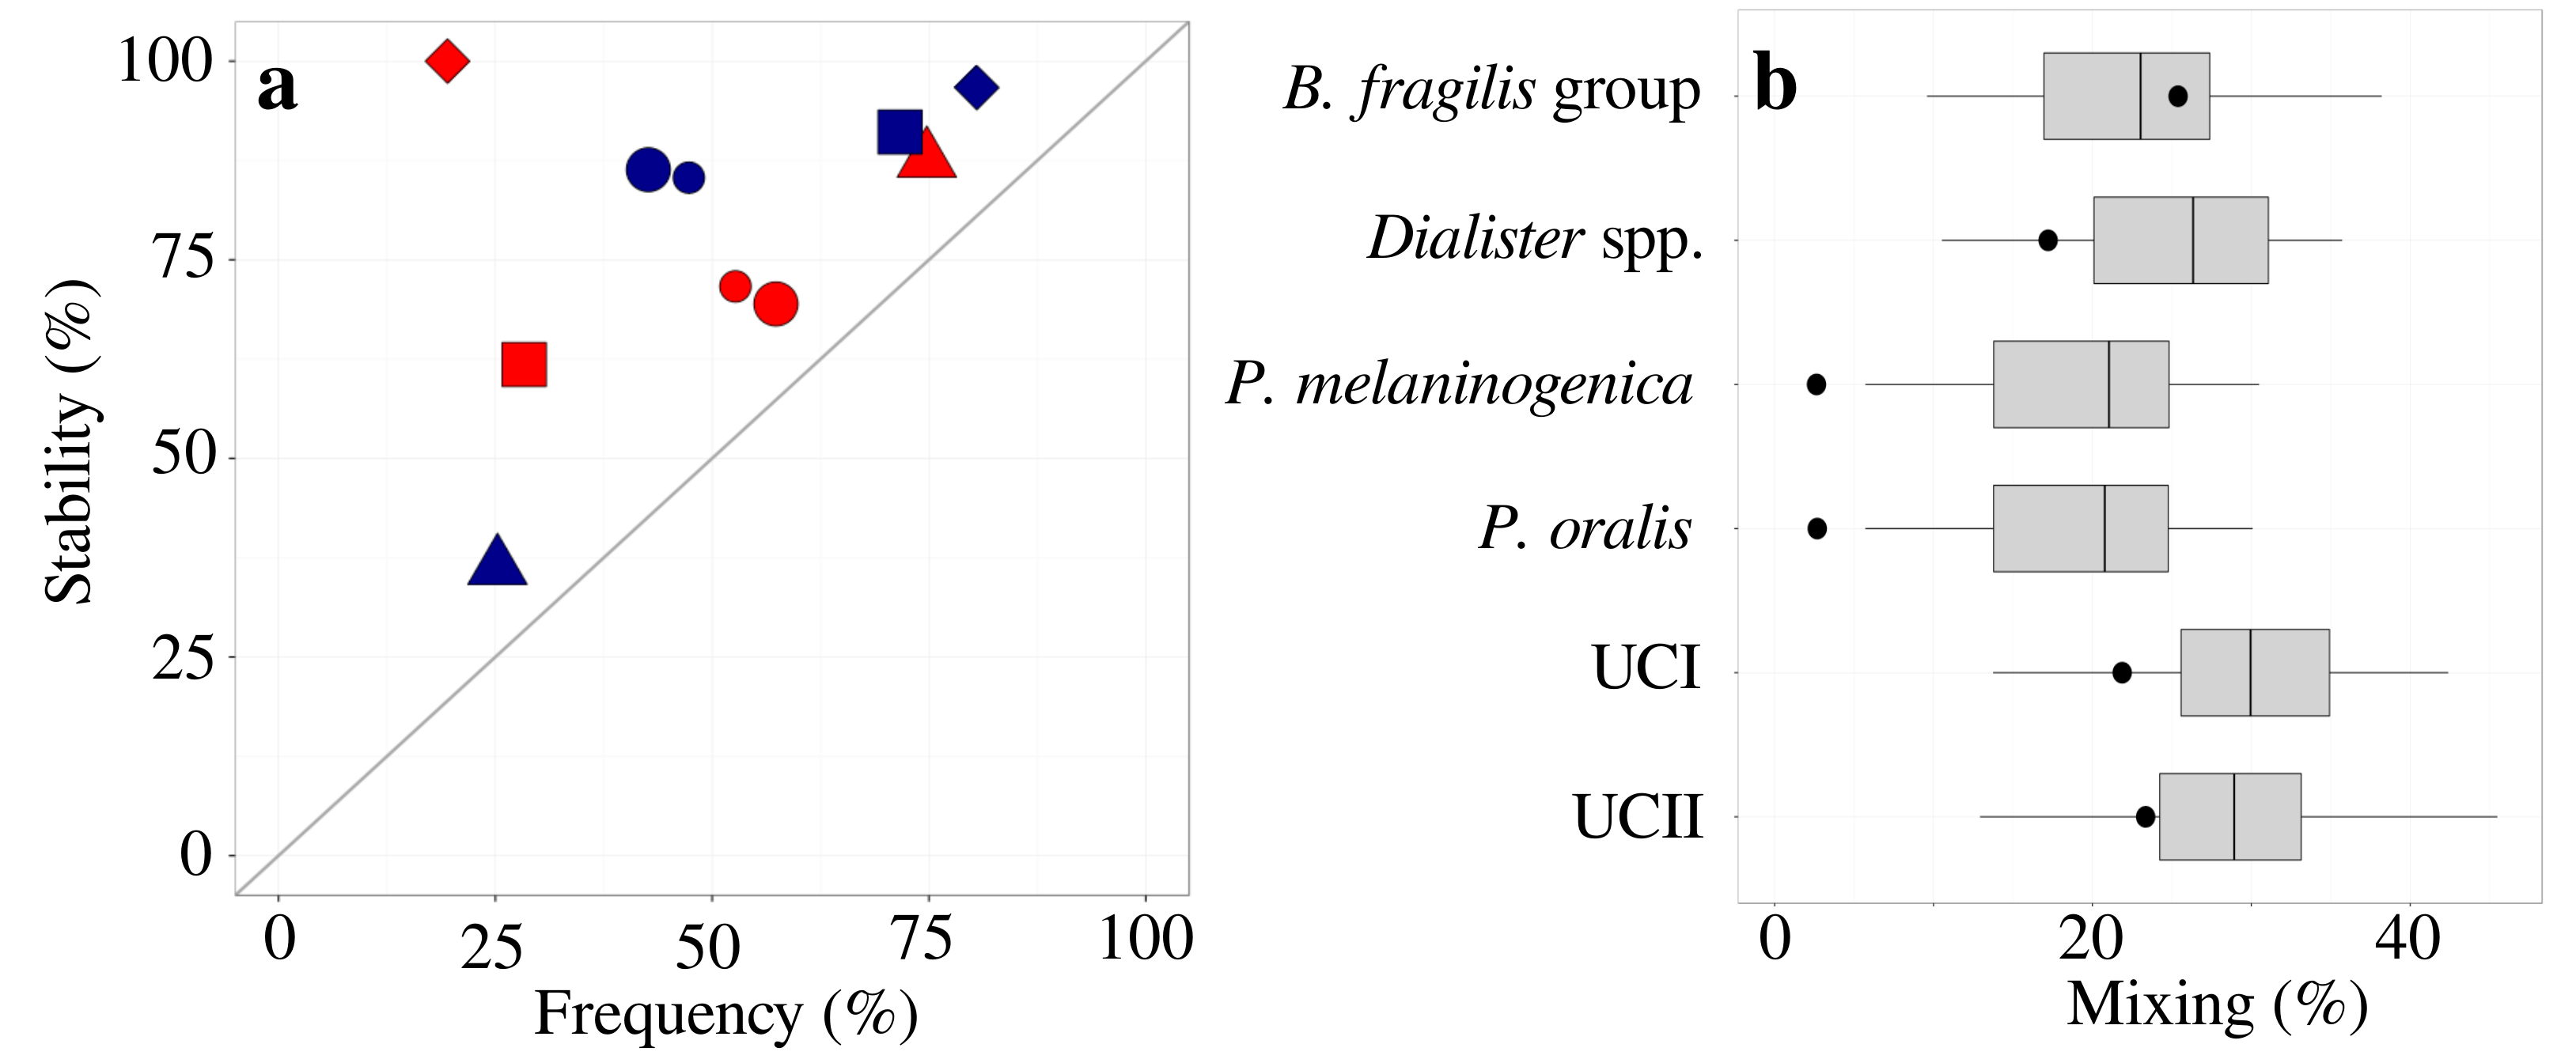 a
100
75
50
25
0
Stability (%)
0 25 50 75 100
Frequency (%)
b
B. fragilis group
Dialister spp.
P. melaninogenica
P. oralis
UCI
UCII
0 20 40
Mixing (%)